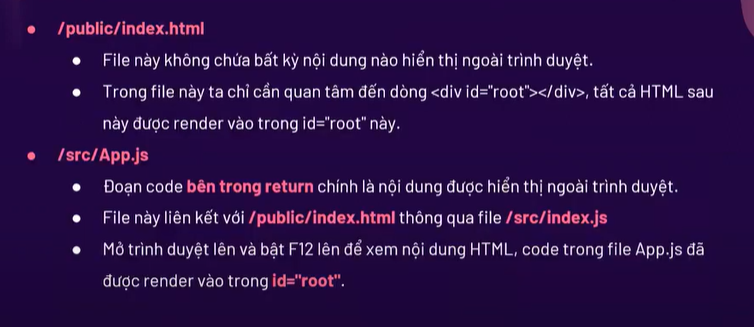 /public/index.html
File này không chứa bất kỳ nội dung nào hiển thị ngoài trình duyệt.
Trong file này ta chỉ cần quan tâm đến dòng <div id="root"></div>, tất cả HTML sau
này được render vào trong id="root" này.
/src/App.js
Đoạn code bên trong return chính là nội dung được hiển thị ngoài trình duyệt.
File này liên kết với /public/index.html thông qua file /src/index.js
Mở trình duyệt lên và bật F12 lên để xem nội dung HTML, code trong file App.js đã
được render vào trong id="root".